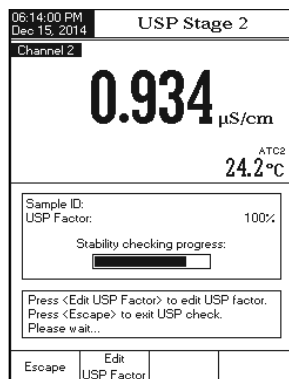 06:14:00 PM
Dec 15, 2014
USP Stage 2
Channel 2
0.934 µS/cm
ATC2
24.2°C
Sample ID:
USP Factor: 100%
Stability checking progress:
Press <Edit USP Factor> to edit USP factor.
Press <Escape> to exit USP check.
Please wait...
Escape
Edit
USP Factor